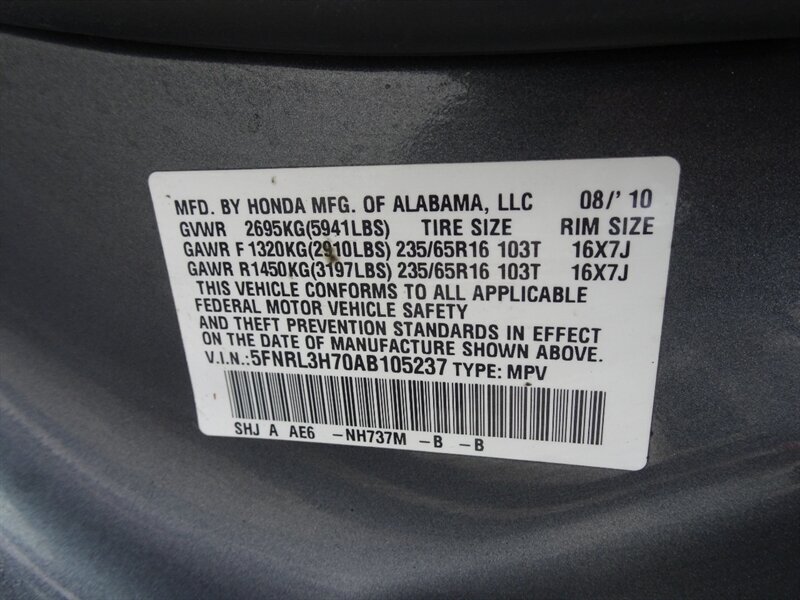 MFD. BY HONDA MFG. OF ALABAMA, LLC 08/' 10
GVWR 2695KG(5941LBS) TIRE SIZE RIM SIZE
GAWR F1320KG(2910LBS) 235/65R16 103T 16X7J
GAWR R1450KG(3197LBS) 235/65R16 103T 16X7J
THIS VEHICLE CONFORMS TO ALL APPLICABLE
FEDERAL MOTOR VEHICLE SAFETY
AND THEFT PREVENTION STANDARDS IN EFFECT
ON THE DATE OF MANUFACTURE SHOWN ABOVE.
V.I.N.:5FNRL3H70AB105237 TYPE: MPV
SHJ A AE6 -NH737M -B -B